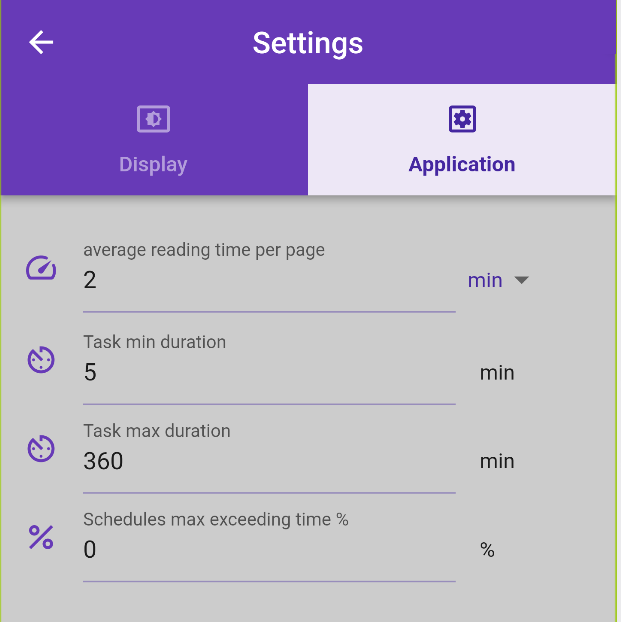 Settings
Display
Application
average reading time per page
2
min
Task min duration
5
min
Task max duration
360
min
Schedules max exceeding time %
0
%